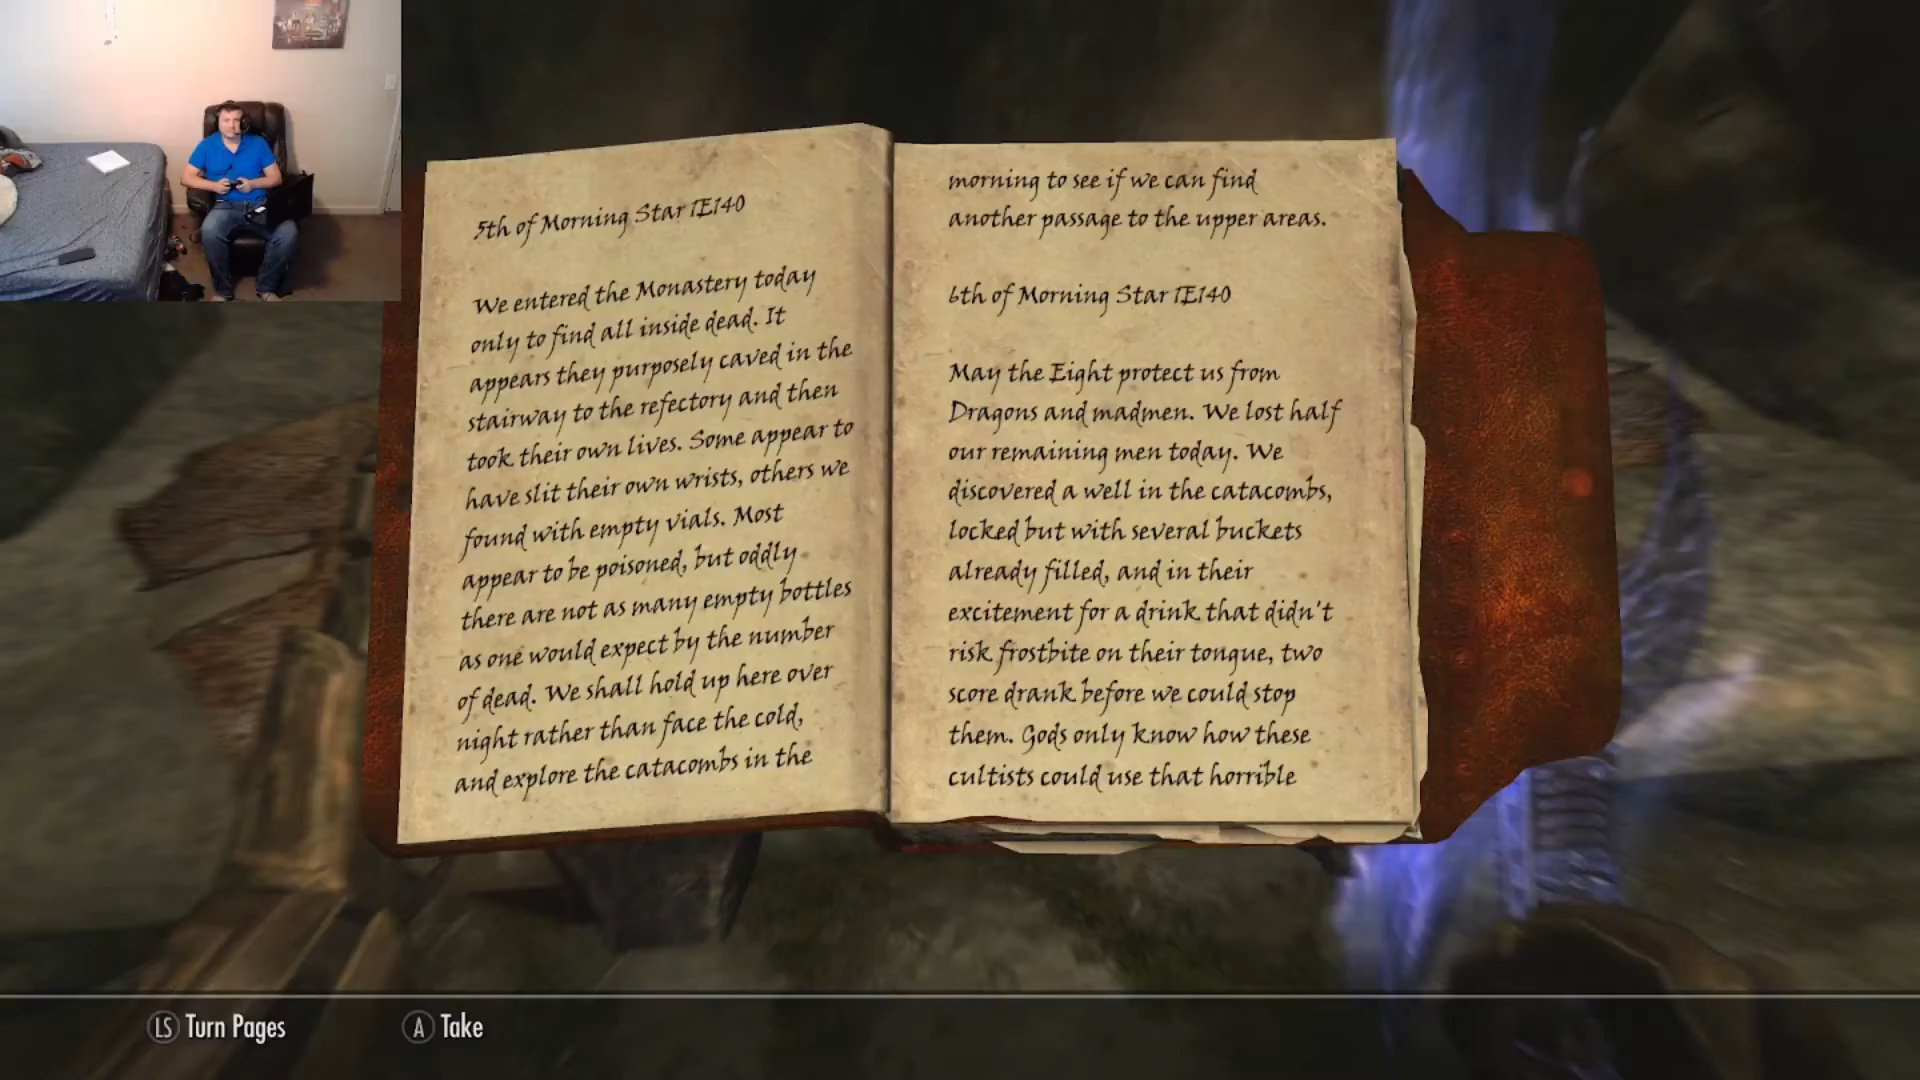 5th of Morning Star 1E140
We entered the Monastery today
only to find all inside dead. It
appears they purposely caved in the
stairway to the refectory and then
took their own lives. Some appear to
have slit their own wrists, others we
found with empty vials. Most
appear to be poisoned, but oddly
there are not as many empty bottles
as one would expect by the number
of dead. We shall hold up here over
night rather than face the cold,
and explore the catacombs in the
morning to see if we can find
another passage to the upper areas.
6th of Morning Star 1E140
May the Eight protect us from
Dragons and madmen. We lost half
our remaining men today. We
discovered a well in the catacombs,
locked but with several buckets
already filled, and in their
excitement for a drink that didn't
risk frostbite on their tongue, two
score drank before we could stop
them. Gods only know how these
cultists could use that horrible
LS Turn Pages
A Take